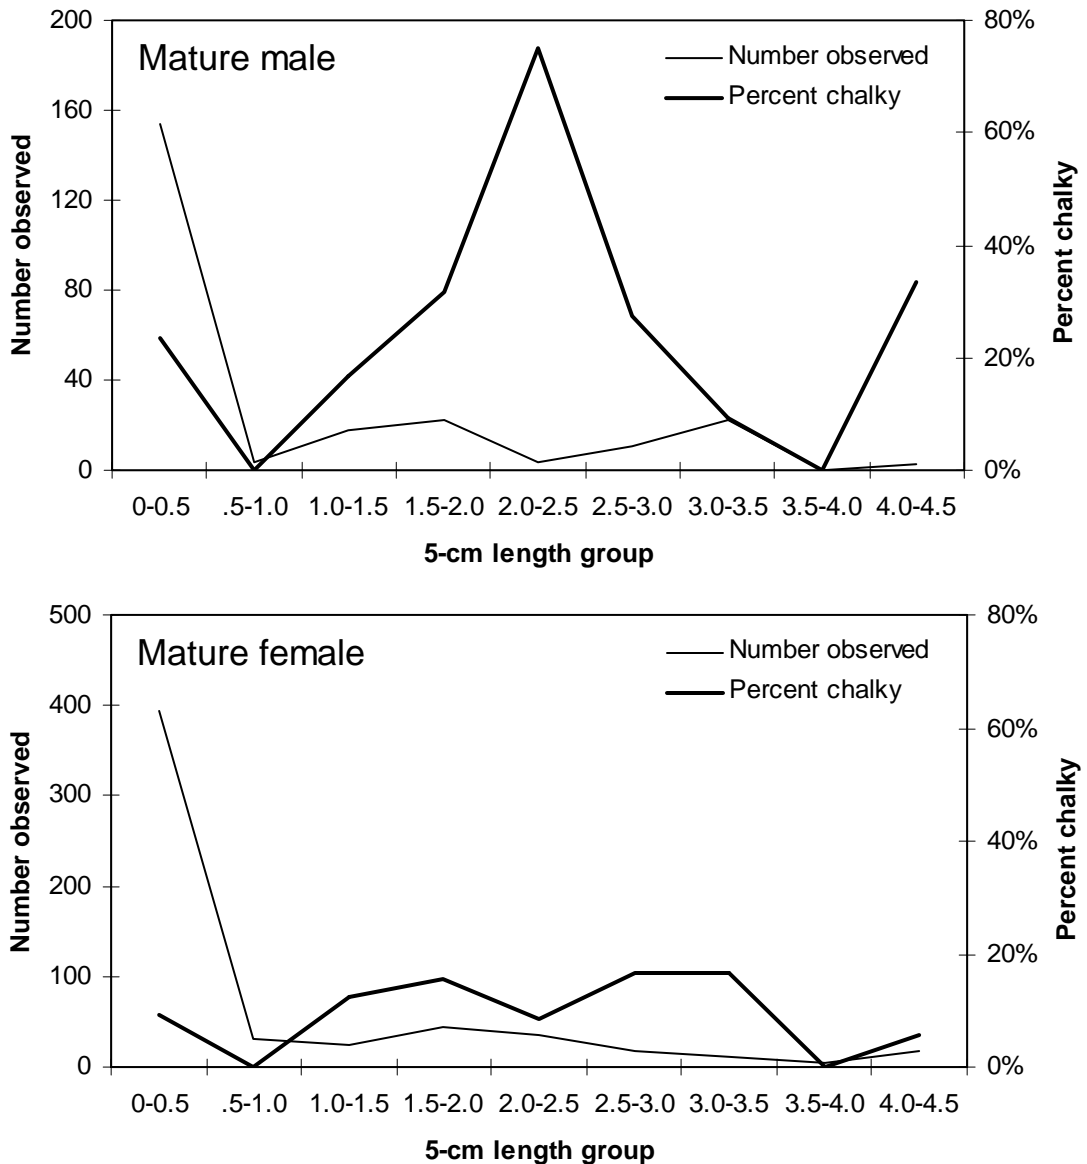 Mature male
Number observed
Percent chalky
200
160
120
80
40
0
Number observed
80%
60%
40%
20%
0%
Percent chalky
0-0.5 .5-1.0 1.0-1.5 1.5-2.0 2.0-2.5 2.5-3.0 3.0-3.5 3.5-4.0 4.0-4.5
5-cm length group
Mature female
Number observed
Percent chalky
500
400
300
200
100
0
Number observed
80%
60%
40%
20%
0%
Percent chalky
0-0.5 .5-1.0 1.0-1.5 1.5-2.0 2.0-2.5 2.5-3.0 3.0-3.5 3.5-4.0 4.0-4.5
5-cm length group